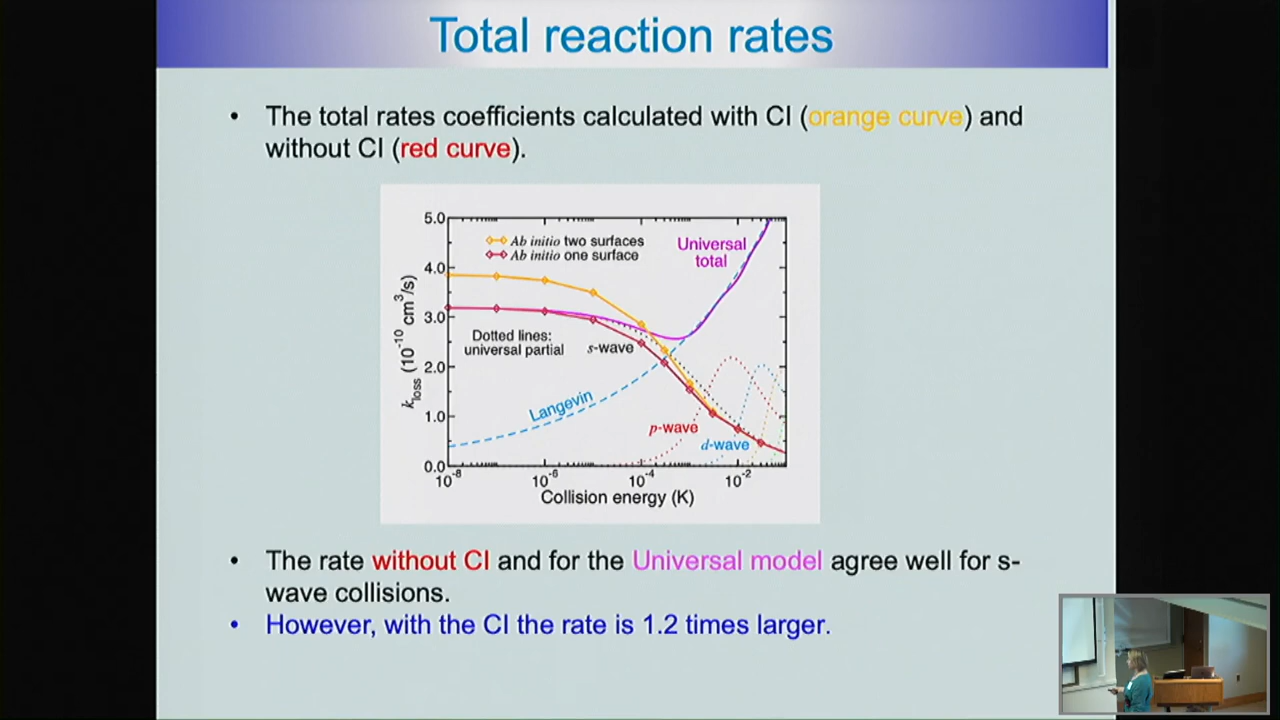 Total reaction rates
• The total rates coefficients calculated with CI (orange curve) and
without CI (red curve).
5.0
4.0
3.0
2.0
1.0
0.0
k_loss (10^-10 cm^3/s)
Ab initio two surfaces
Ab initio one surface
Universal
total
Dotted lines:
universal partial
s-wave
Langevin
p-wave
d-wave
10^-8 10^-6 10^-4 10^-2
Collision energy (K)
• The rate without CI and for the Universal model agree well for s-
wave collisions.
• However, with the CI the rate is 1.2 times larger.